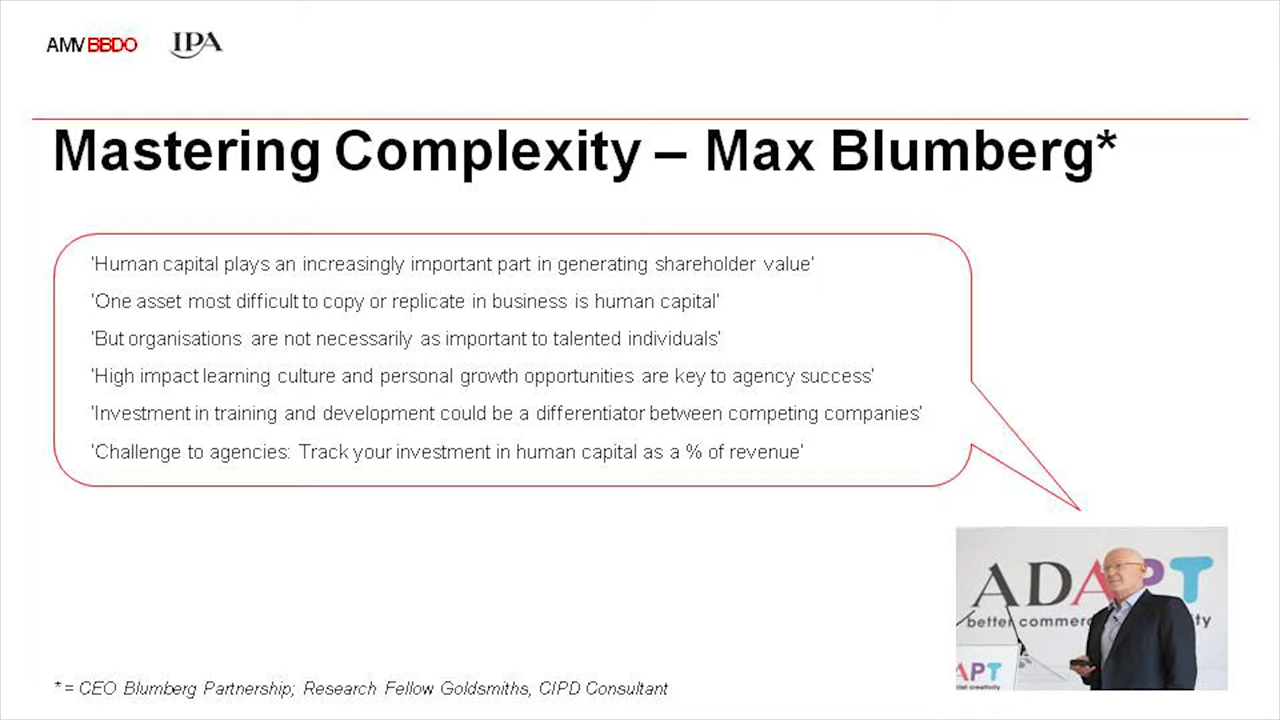 AMV BBDO IPA
Mastering Complexity – Max Blumberg*
'Human capital plays an increasingly important part in generating shareholder value'
'One asset most difficult to copy or replicate in business is human capital'
'But organisations are not necessarily as important to talented individuals'
'High impact learning culture and personal growth opportunities are key to agency success'
'Investment in training and development could be a differentiator between competing companies'
'Challenge to agencies: Track your investment in human capital as a % of revenue'
ADAPT
better
APT
creativity
* = CEO Blumberg Partnership; Research Fellow Goldsmiths, CIPD Consultant